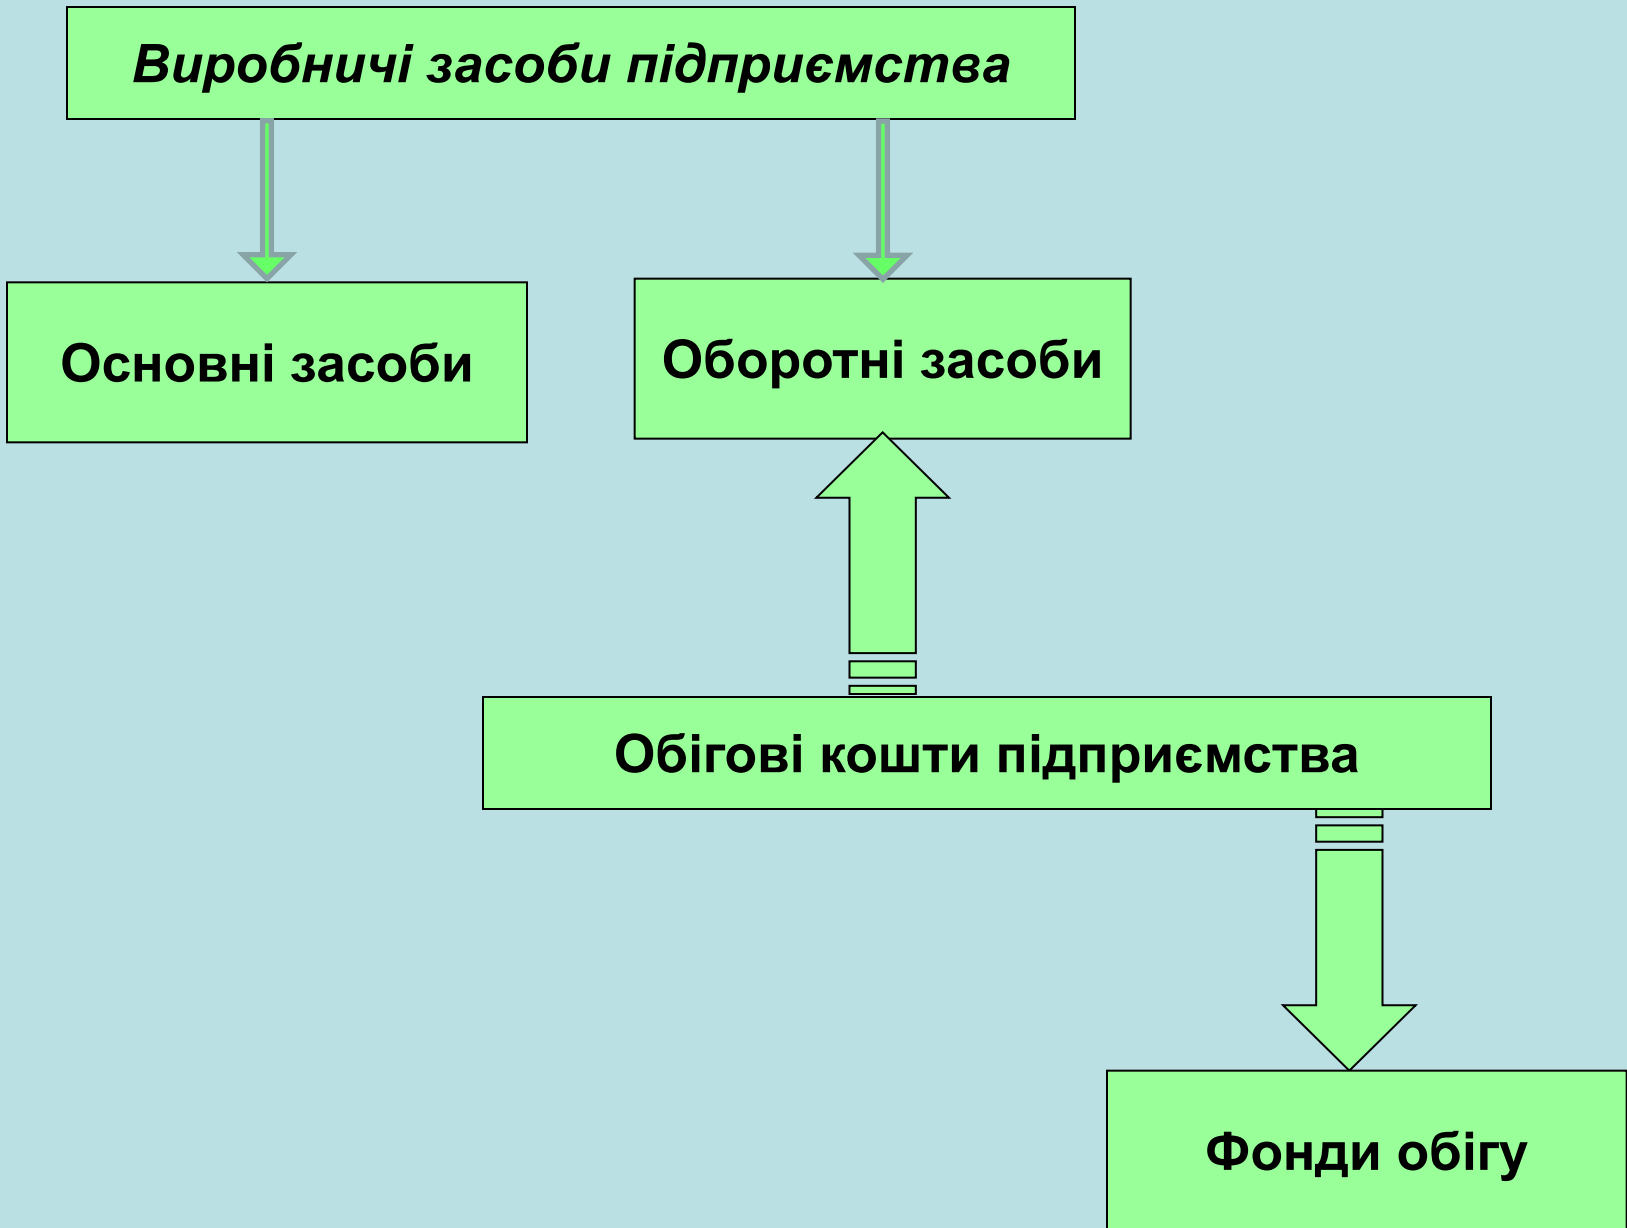 Виробничі засоби підприємства
Основні засоби
Оборотні засоби
Обігові кошти підприємства
Фонди обігу